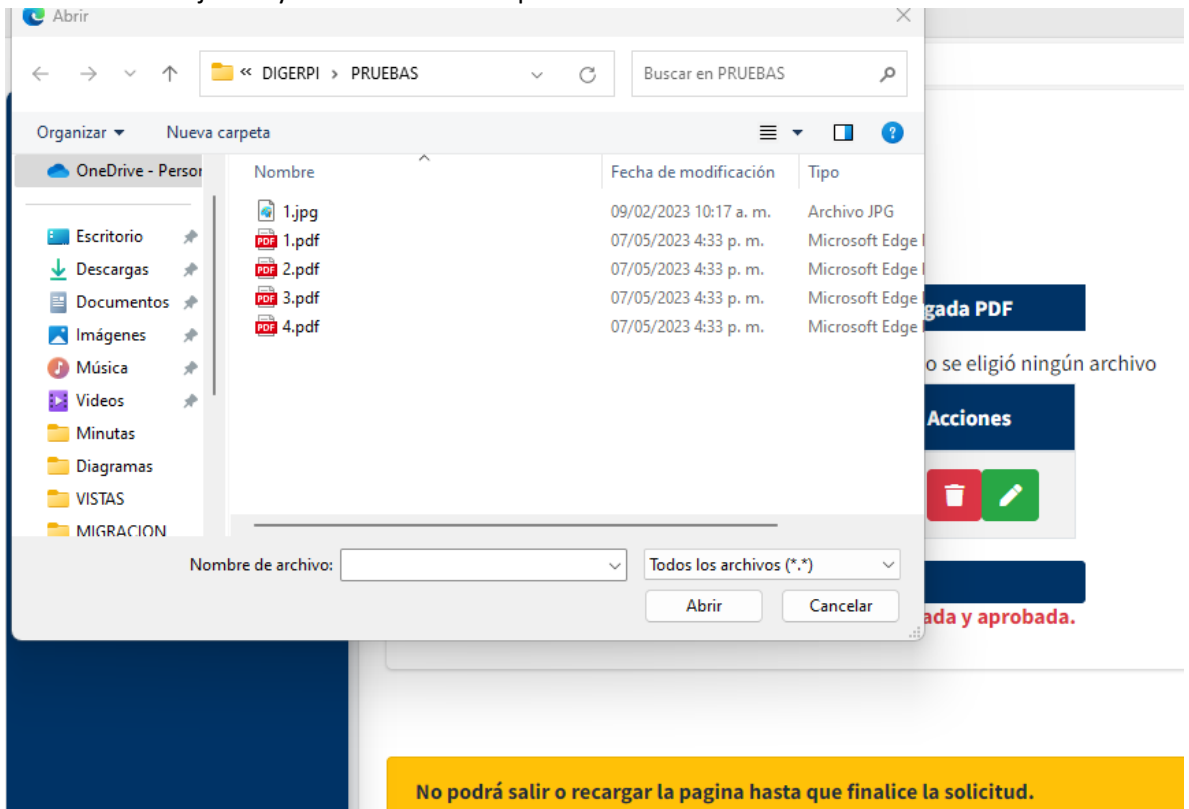 Abrir
« DIGERPI > PRUEBAS
Buscar en PRUEBAS
Organizar Nueva carpeta
OneDrive - Person
Nombre Fecha de modificación Tipo
1.jpg 09/02/2023 10:17 a. m. Archivo JPG
1.pdf 07/05/2023 4:33 p. m. Microsoft Edge
2.pdf 07/05/2023 4:33 p. m. Microsoft Edge
3.pdf 07/05/2023 4:33 p. m. Microsoft Edge
4.pdf 07/05/2023 4:33 p. m. Microsoft Edge
Escritorio
Descargas
Documentos
Imágenes
Música
Videos
Minutas
Diagramas
VISTAS
MIGRACION
gada PDF
o se eligió ningún archivo
Acciones
Nombre de archivo: Todos los archivos (*.*)
Abrir Cancelar
ada y aprobada.
No podrá salir o recargar la pagina hasta que finalice la solicitud.